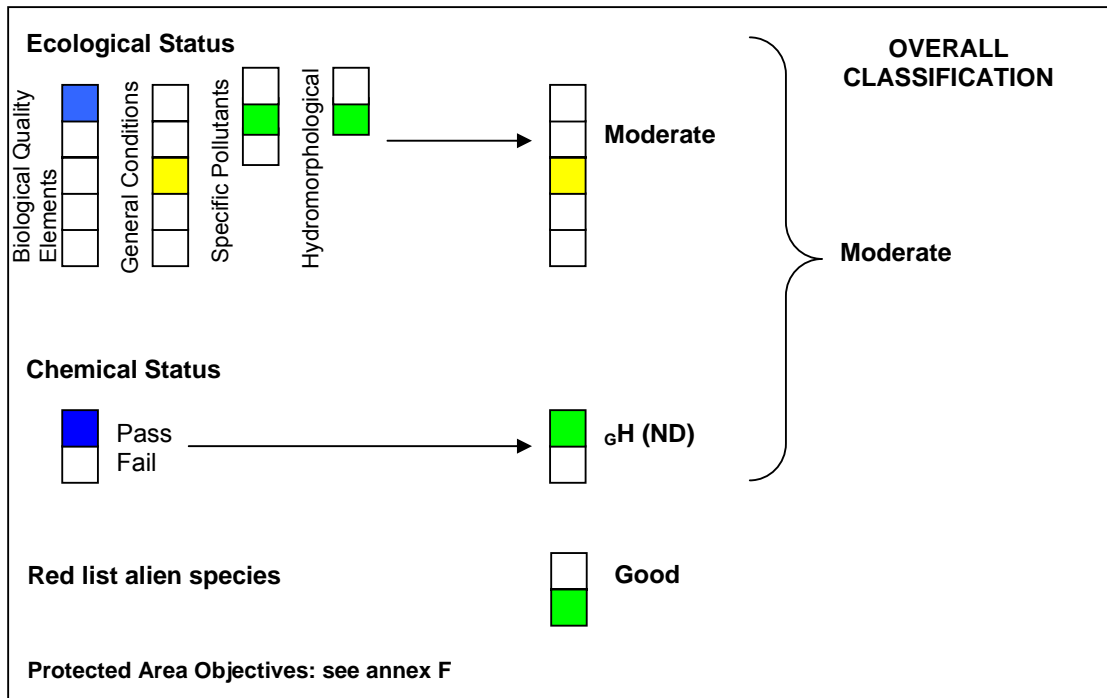 Ecological Status
OVERALL
CLASSIFICATION
Biological Quality
Elements
General Conditions
Specific Pollutants
Hydromorphological
Moderate
Moderate
Chemical Status
Pass
Fail
GH (ND)
Red list alien species
Good
Protected Area Objectives: see annex F